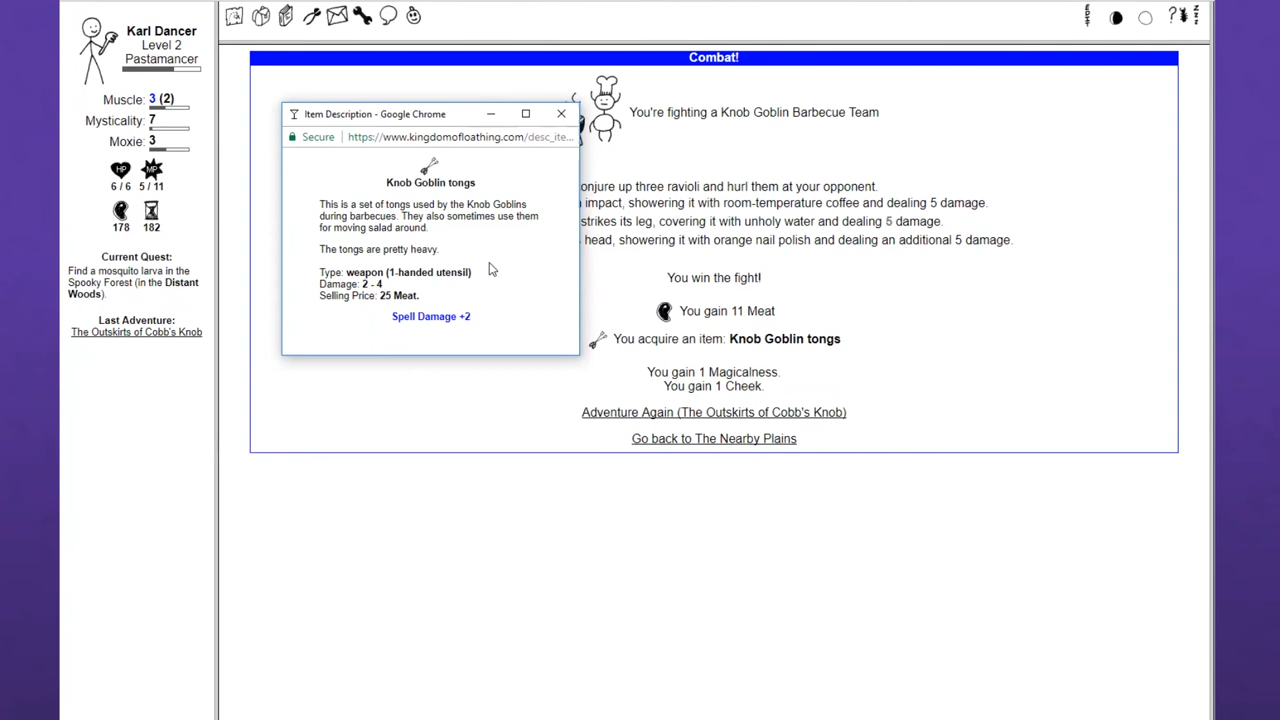 Karl Dancer
Level 2
Pastamancer
Muscle: 3 (2)
Mysticality: 7
Moxie: 3
HP MP
6 / 6 5 / 11
178 182
Current Quest:
Find a mosquito larva in the
Spooky Forest (in the Distant
Woods).
Last Adventure:
The Outskirts of Cobb's Knob
EDIT
? ZZZ
Combat!
You're fighting a Knob Goblin Barbecue Team
Item Description - Google Chrome
Secure https://www.kingdomofloathing.com/desc_ite...
Knob Goblin tongs
This is a set of tongs used by the Knob Goblins
during barbecues. They also sometimes use them
for moving salad around.
The tongs are pretty heavy.
Type: weapon (1-handed utensil)
Damage: 2 - 4
Selling Price: 25 Meat.
Spell Damage +2
onjure up three ravioli and hurl them at your opponent.
impact, showering it with room-temperature coffee and dealing 5 damage.
strikes its leg, covering it with unholy water and dealing 5 damage.
head, showering it with orange nail polish and dealing an additional 5 damage.
You win the fight!
You gain 11 Meat
You acquire an item: Knob Goblin tongs
You gain 1 Magicalness.
You gain 1 Cheek.
Adventure Again (The Outskirts of Cobb's Knob)
Go back to The Nearby Plains